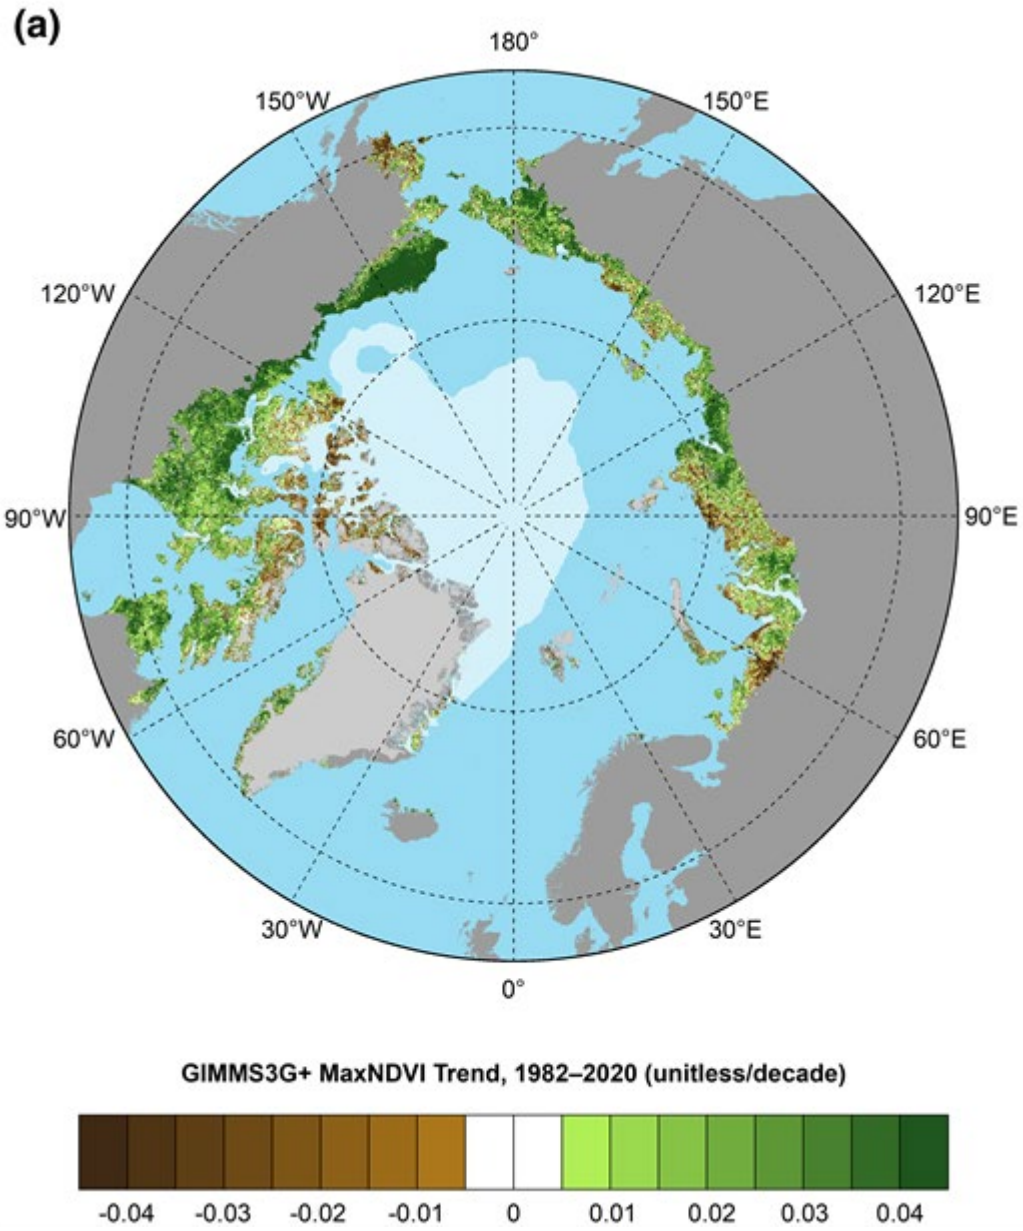 (a)
180°
150°W
150°E
120°W
120°E
90°W
90°E
60°W
60°E
30°W
30°E
0°
GIMMS3G+ MaxNDVI Trend, 1982–2020 (unitless/decade)
-0.04 -0.03 -0.02 -0.01 0 0.01 0.02 0.03 0.04